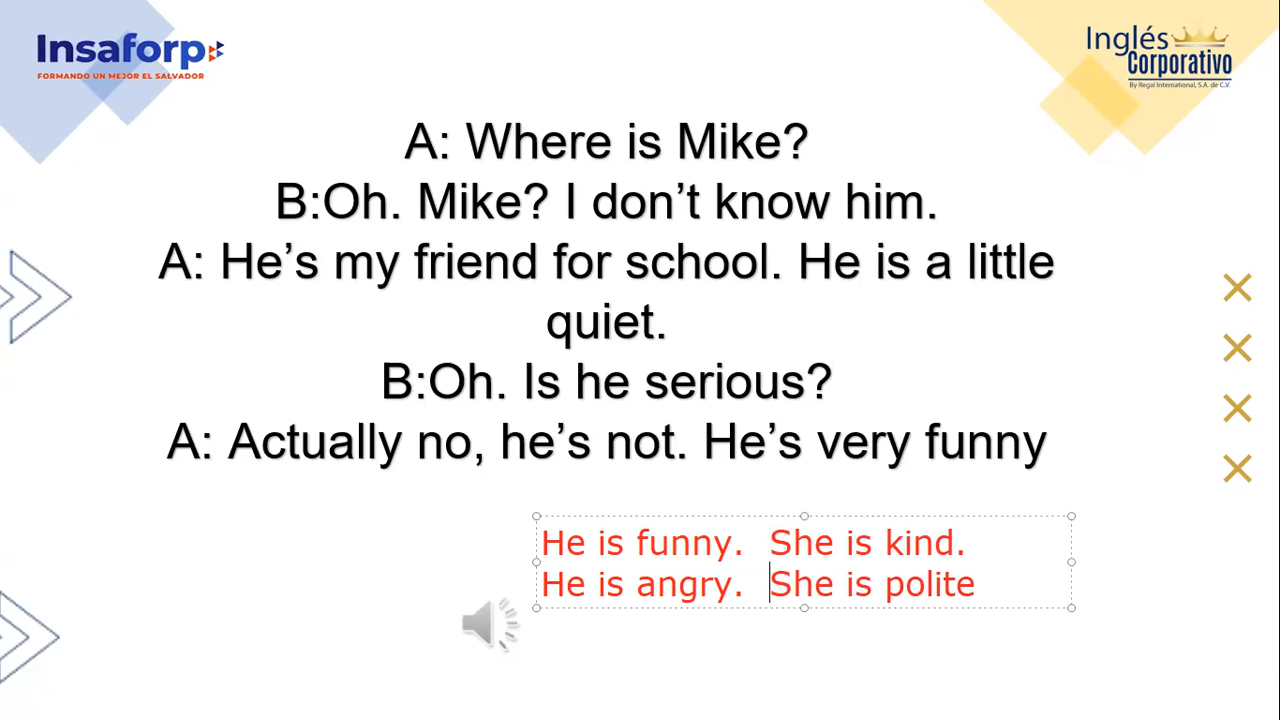 Insaforp
FORMANDO UN MEJOR EL SALVADOR
Inglés
Corporativo
By Regal International, S.A. de C.V.
A: Where is Mike?
B:Oh. Mike? I don’t know him.
A: He’s my friend for school. He is a little
quiet.
B:Oh. Is he serious?
A: Actually no, he’s not. He’s very funny
He is funny.  She is kind.
He is angry.  She is polite